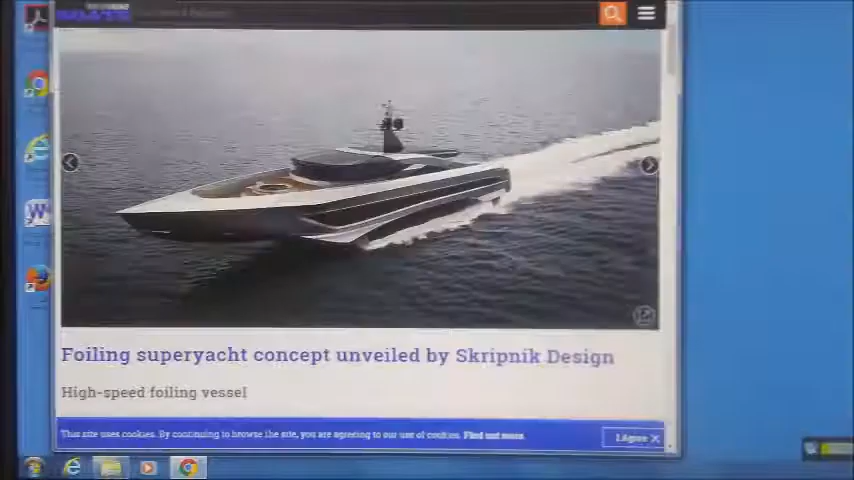 BOATS
Foiling superyacht concept unveiled by Skripnik Design
High-speed foiling vessel
This site uses cookies. By continuing to browse the site, you are agreeing to our use of cookies. Find out more.
I Agree X